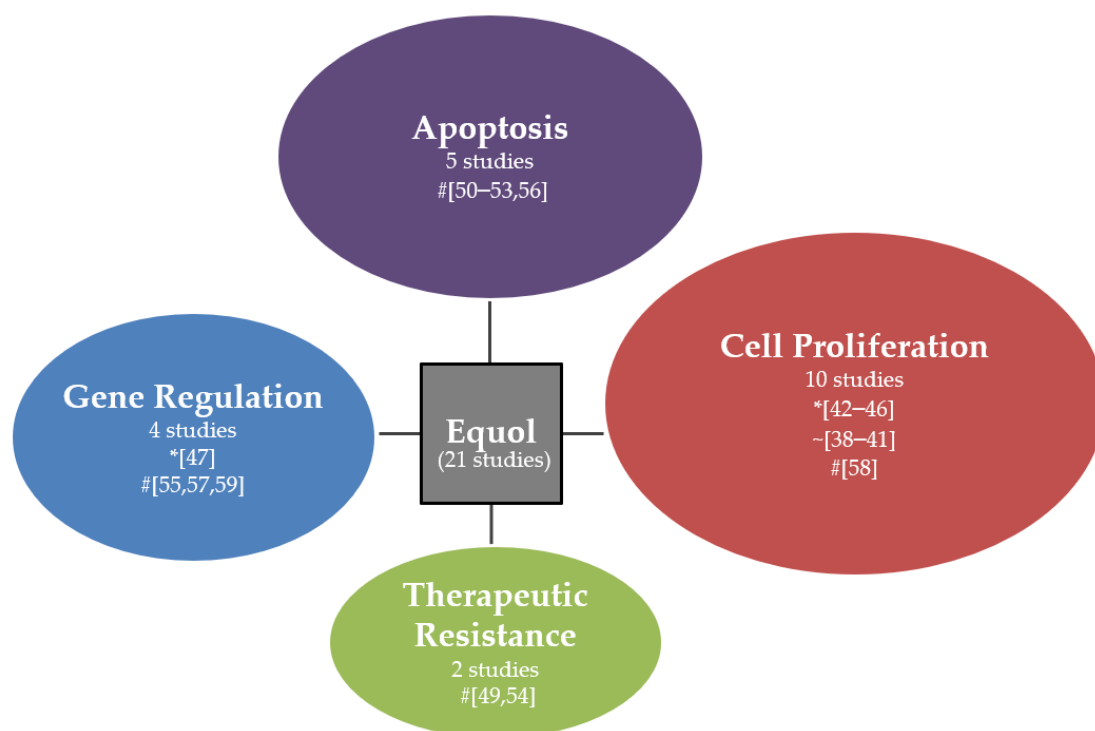 Apoptosis
5 studies
#[50–53,56]
Cell Proliferation
10 studies
*[42–46]
~[38–41]
#[58]
Gene Regulation
4 studies
*[47]
#[55,57,59]
Equol
(21 studies)
Therapeutic
Resistance
2 studies
#[49,54]